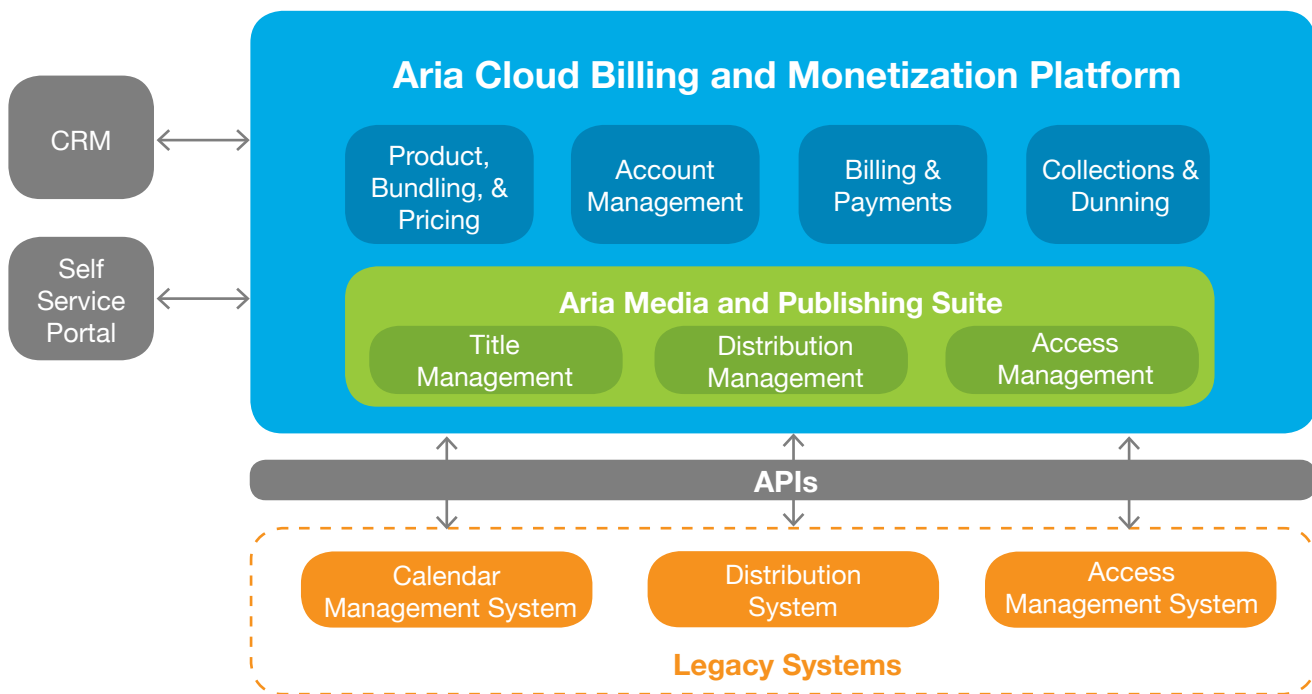 Aria Cloud Billing and Monetization Platform
CRM
Self
Service
Portal
Product,
Bundling, &
Pricing
Account
Management
Billing &
Payments
Collections &
Dunning
Aria Media and Publishing Suite
Title
Management
Distribution
Management
Access
Management
APIs
Calendar
Management System
Distribution
System
Access
Management System
Legacy Systems